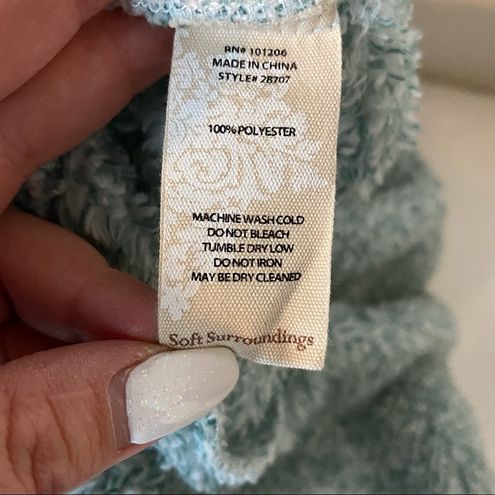 RN# 101206
MADE IN CHINA
STYLE# 2B707
100% POLYESTER
MACHINE WASH COLD
DO NOT BLEACH
TUMBLE DRY LOW
DO NOT IRON
MAY BE DRY CLEANED
Soft Surroundings